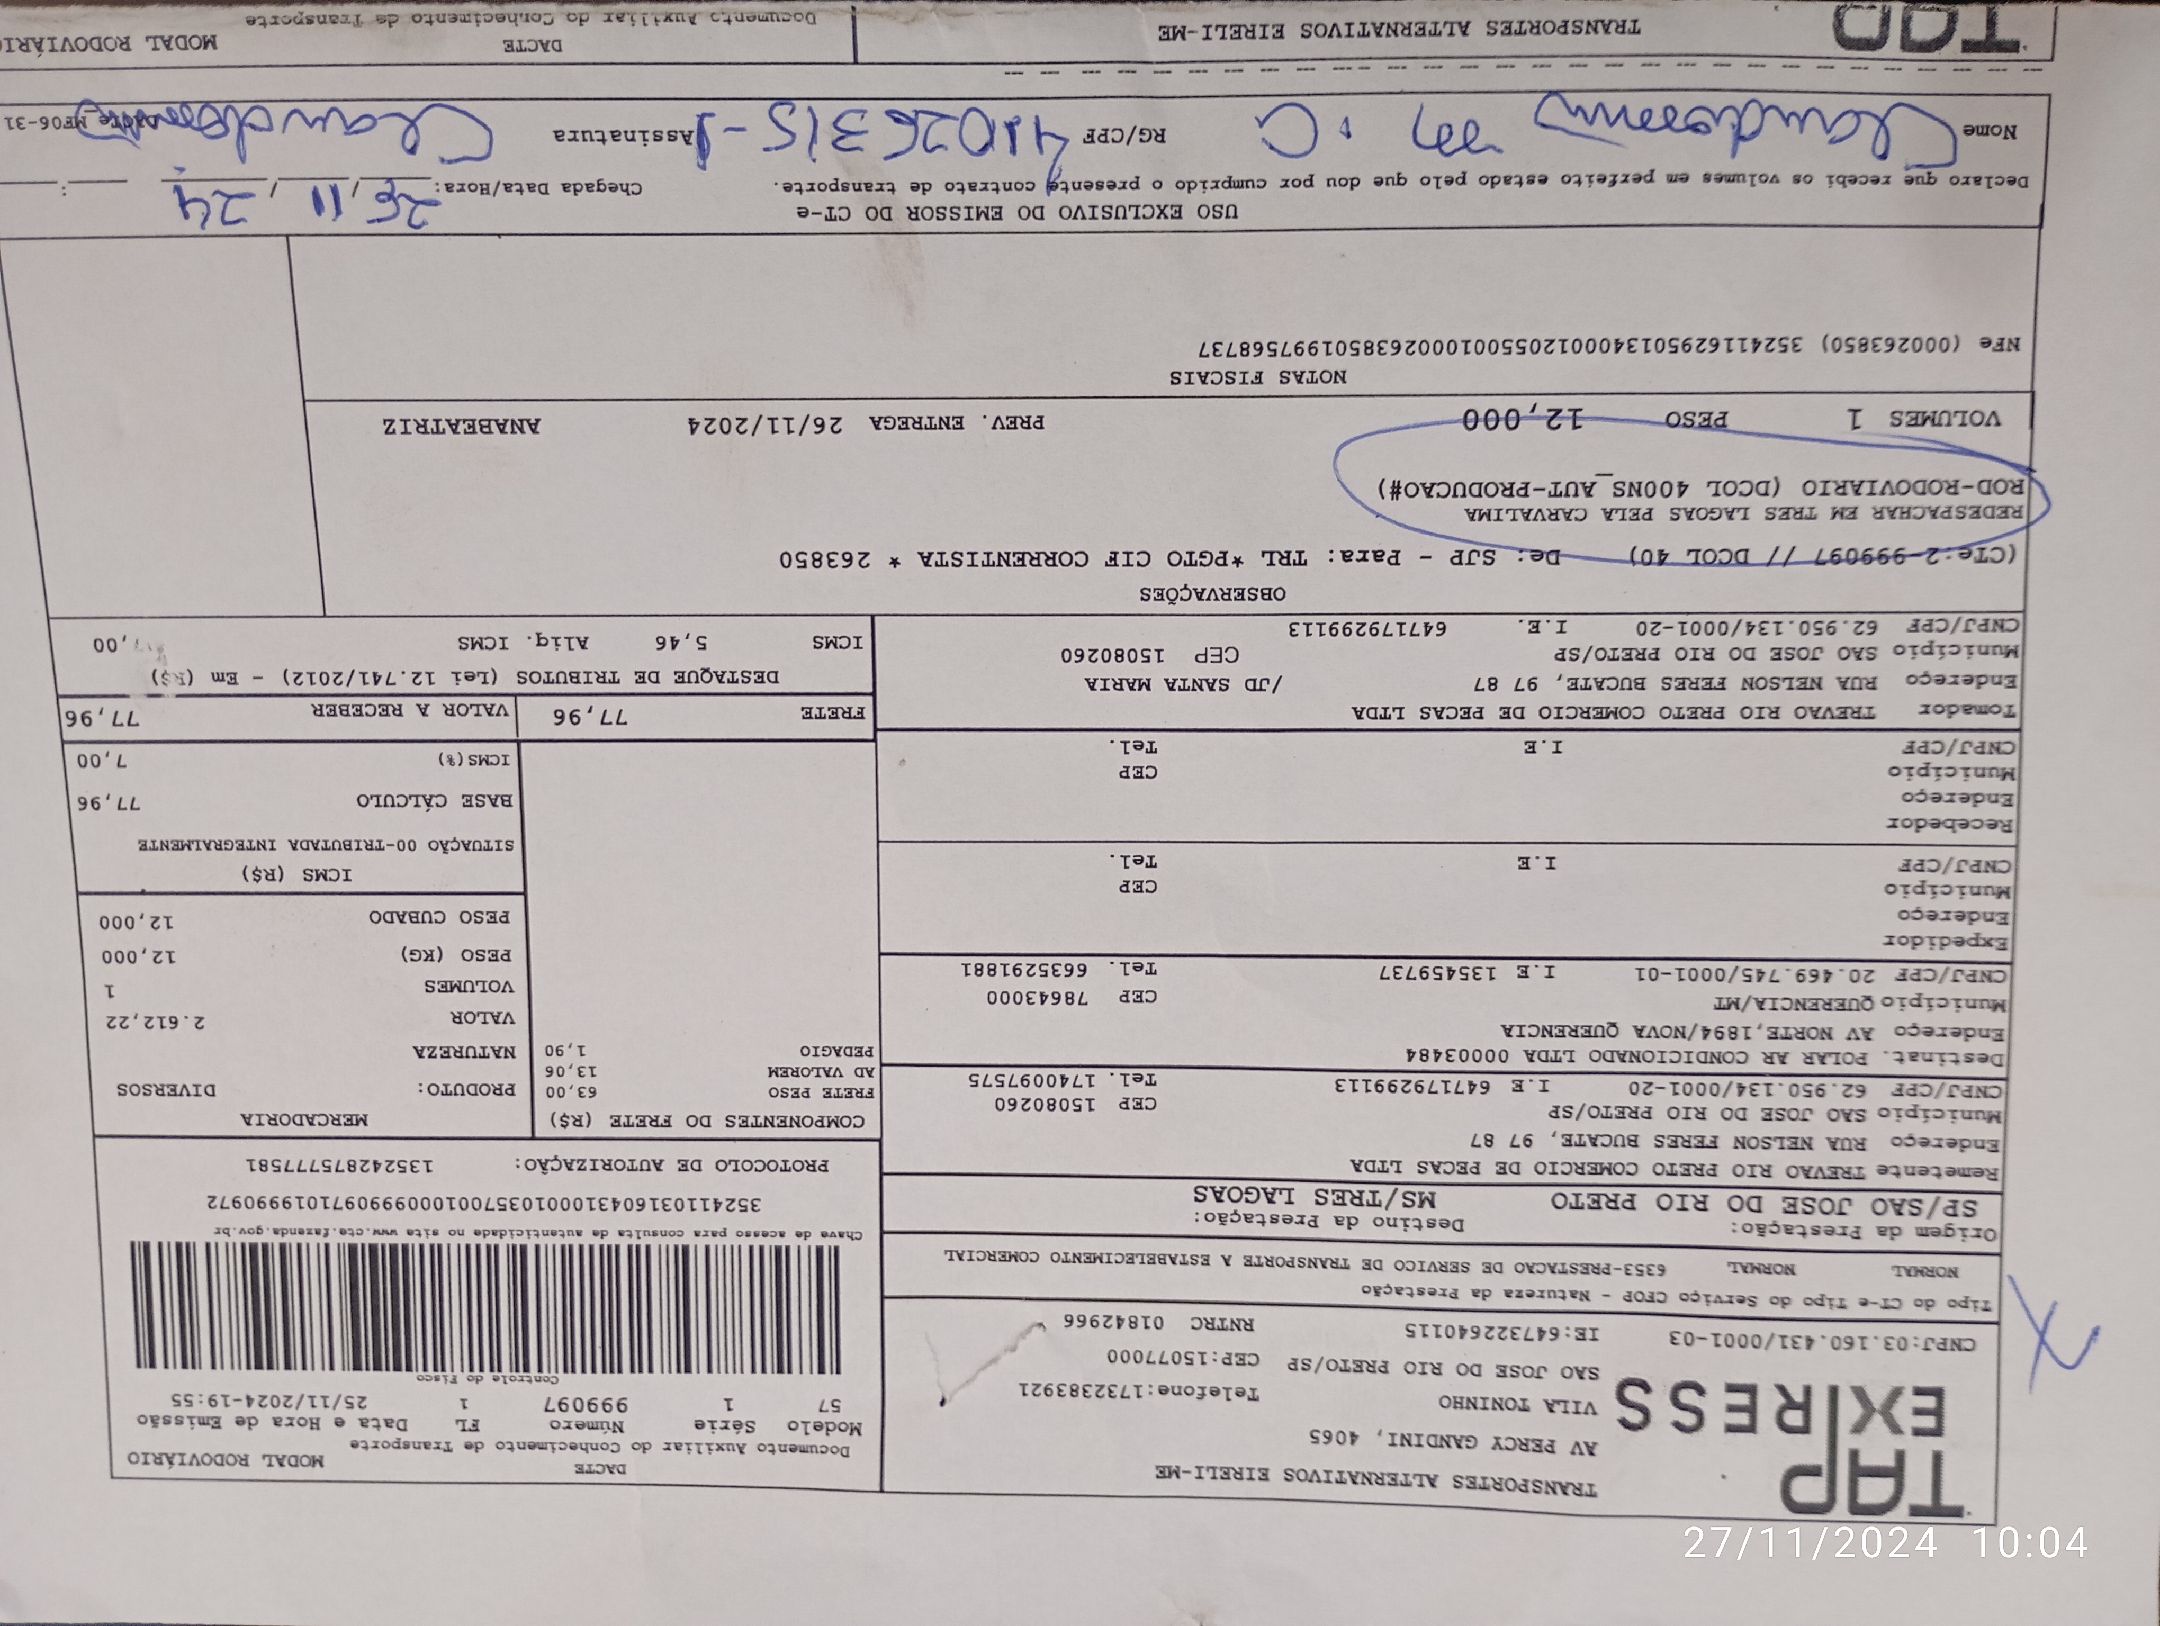 TAP
EXPRESS
TRANSPORTES ALTERNATIVOS EIRELI-ME
AV PERCY GANDINI, 4065
VILA TONINHO
Telefone:1732383921
SAO JOSE DO RIO PRETO/SP CEP:15077000
CNPJ:03.160.431/0001-03 IE:647322640115 RNTRC 01842966
DACTE
MODAL RODOVIÁRIO
Documento Auxiliar do Conhecimento de Transporte
Modelo Série Número FL Data e Hora de Emissão
57 1 999097 1 25/11/2024-19:55
Controle do Fisco
Chave de acesso para consulta de autenticidade no site www.cte.fazenda.gov.br
35241103160431000103570010009990971019990972
PROTOCOLO DE AUTORIZAÇÃO: 135242875777581
Tipo do CT-e Tipo do Serviço CFOP - Natureza da Prestação
NORMAL NORMAL 6353-PRESTACAO DE SERVICO DE TRANSPORTE A ESTABELECIMENTO COMERCIAL
Origem da Prestação: Destino da Prestação:
SP/SAO JOSE DO RIO PRETO MS/TRES LAGOAS
Remetente TREVAO RIO PRETO COMERCIO DE PECAS LTDA
Endereço RUA NELSON FERES BUCATE, 97 87
Município SAO JOSE DO RIO PRETO/SP CEP 15080260
CNPJ/CPF 62.950.134/0001-20 I.E 647179299113 Tel. 1740097575
Destinat. POLAR AR CONDICIONADO LTDA 00003484
Endereço AV NORTE,1894/NOVA QUERENCIA
Município QUERENCIA/MT CEP 78643000
CNPJ/CPF 20.469.745/0001-01 I.E 135459737 Tel. 6635291881
Expedidor
Endereço
Município CEP
CNPJ/CPF I.E Tel.
Recebedor
Endereço
Município CEP
CNPJ/CPF I.E Tel.
Tomador TREVAO RIO PRETO COMERCIO DE PECAS LTDA
Endereço RUA NELSON FERES BUCATE, 97 87 /JD SANTA MARIA
Município SAO JOSE DO RIO PRETO/SP CEP 15080260
CNPJ/CPF 62.950.134/0001-20 I.E. 647179299113
COMPONENTES DO FRETE (R$)
FRETE PESO 63,00
AD VALOREM 13,06
PEDAGIO 1,90
MERCADORIA
PRODUTO: DIVERSOS
NATUREZA
VALOR 2.612,22
VOLUMES 1
PESO (KG) 12,000
PESO CUBADO 12,000
ICMS (R$)
SITUAÇÃO 00-TRIBUTADA INTEGRALMENTE
BASE CÁLCULO 77,96
ICMS(%) 7,00
FRETE 77,96 VALOR A RECEBER 77,96
DESTAQUE DE TRIBUTOS (Lei 12.741/2012) - Em (R$)
ICMS 5,46 Aliq. ICMS 7,00
OBSERVAÇÕES
(CTe:2-999097 // DCOL 40) De: SJP - Para: TRL *PGTO CIF CORRENTISTA * 263850
REDESPACHAR EM TRES LAGOAS PELA CARVALIMA
ROD-RODOVIARIO (DCOL 400NS_AUT-PRODUCAO#)
VOLUMES 1 PESO 12,000 PREV. ENTREGA 26/11/2024 ANABEATRIZ
NOTAS FISCAIS
NFe (000263850) 35241162950134000120550010002638501997568737
USO EXCLUSIVO DO EMISSOR DO CT-e
Declaro que recebi os volumes em perfeito estado pelo que dou por cumprido o presente contrato de transporte. Chegada Data/Hora: 26/11/24 :
Nome m. C RG/CPF 41026315-1 Assinatura
DACTE_MF06-31
TAP
TRANSPORTES ALTERNATIVOS EIRELI-ME
DACTE
MODAL RODOVIÁRIO
Documento Auxiliar do Conhecimento de Transporte
27/11/2024 10:04